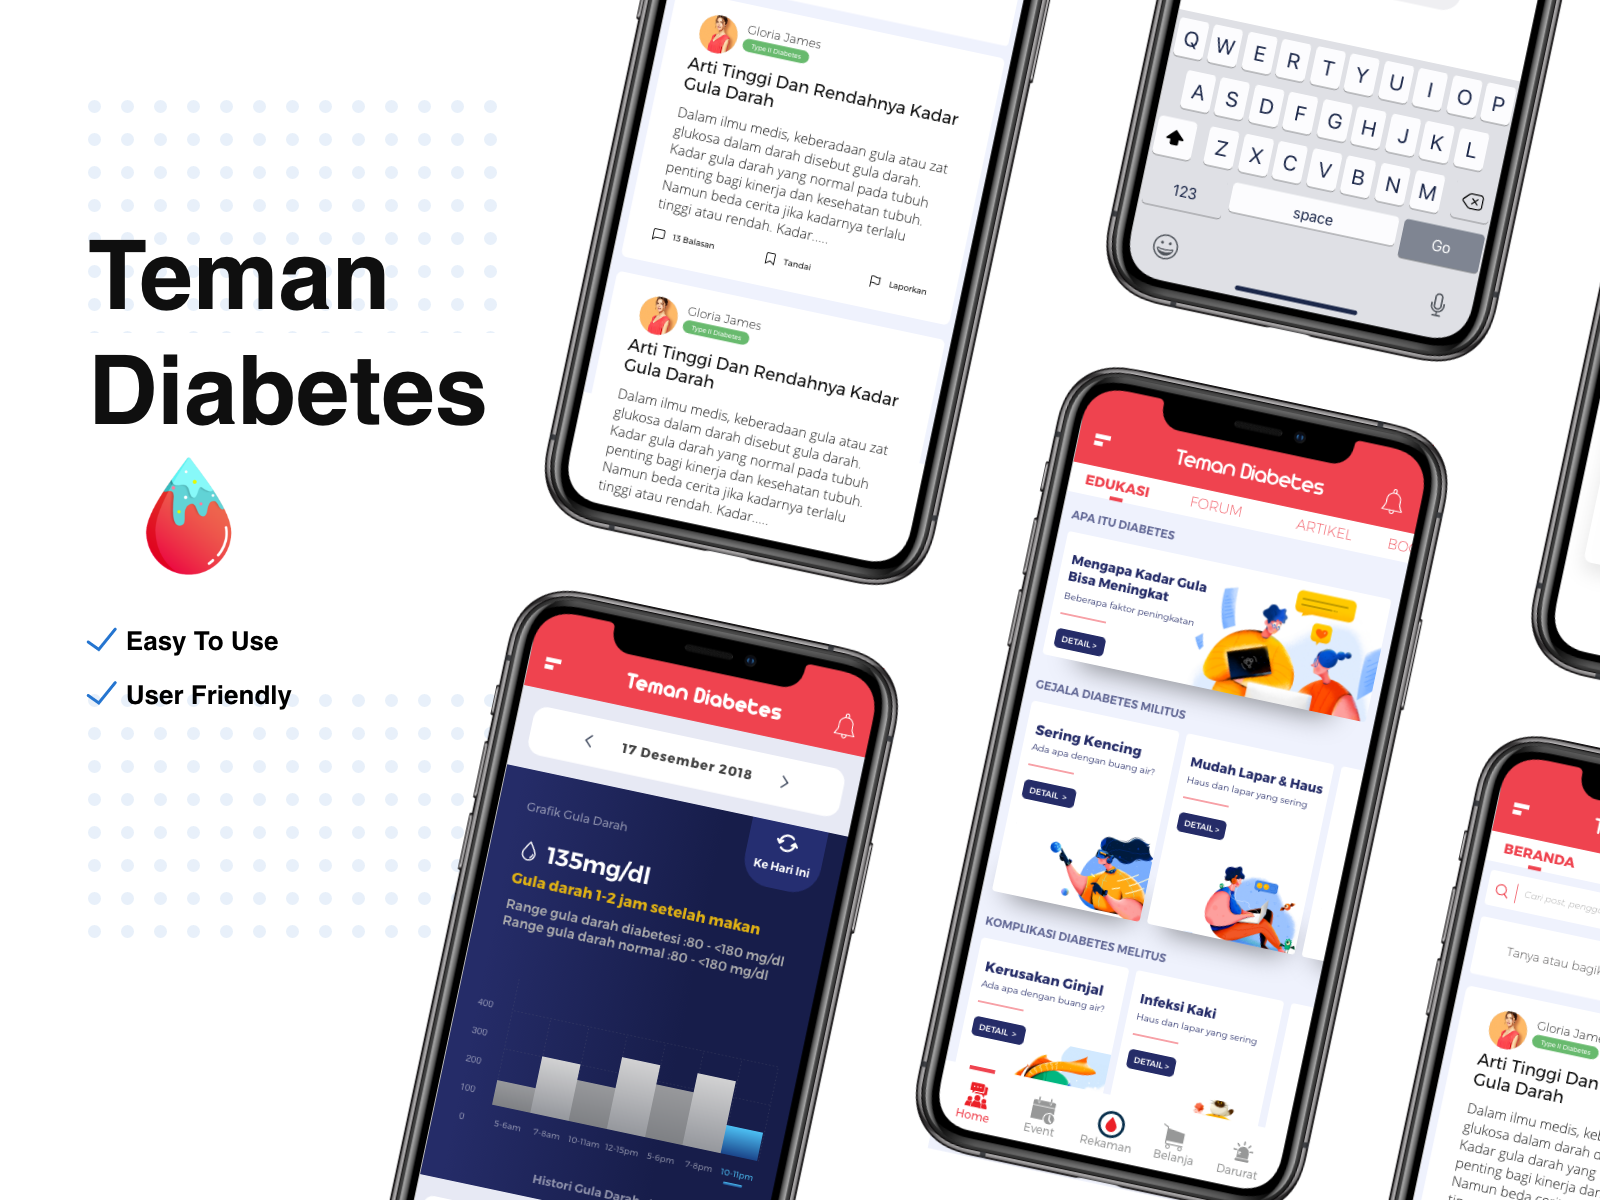 Teman
Diabetes
Easy To Use
User Friendly
Gloria James
Type II Diabetes
Arti Tinggi Dan Rendahnya Kadar
Gula Darah
Dalam ilmu medis, keberadaan gula atau zat
glukosa dalam darah disebut gula darah.
Kadar gula darah yang normal pada tubuh
penting bagi kinerja dan kesehatan tubuh.
Namun beda cerita jika kadarnya terlalu
tinggi atau rendah. Kadar.....
13 Balasan
Tandai
Laporkan
Gloria James
Type II Diabetes
Arti Tinggi Dan Rendahnya Kadar
Gula Darah
Dalam ilmu medis, keberadaan gula atau zat
glukosa dalam darah disebut gula darah.
Kadar gula darah yang normal pada tubuh
penting bagi kinerja dan kesehatan tubuh.
Namun beda cerita jika kadarnya terlalu
tinggi atau rendah. Kadar.....
Q W E R T Y U I O P
A S D F G H J K L
Z X C V B N M
123
space
Go
Teman Diabetes
17 Desember 2018
Grafik Gula Darah
Ke Hari Ini
135mg/dl
Gula darah 1-2 jam setelah makan
Range gula darah diabetesi :80 - <180 mg/dl
Range gula darah normal :80 - <180 mg/dl
400
300
200
100
0
5-6am 7-8am 10-11am 12-15pm 5-6pm 7-8pm 10-11pm
Histori Gula Darah
Teman Diabetes
EDUKASI FORUM ARTIKEL BO
APA ITU DIABETES
Mengapa Kadar Gula
Bisa Meningkat
Beberapa faktor peningkatan
DETAIL >
GEJALA DIABETES MILITUS
Sering Kencing
Ada apa dengan buang air?
DETAIL >
Mudah Lapar & Haus
Haus dan lapar yang sering
DETAIL >
KOMPLIKASI DIABETES MELITUS
Kerusakan Ginjal
Ada apa dengan buang air?
DETAIL >
Infeksi Kaki
Haus dan lapar yang sering
DETAIL >
Home
Event
Rekaman
Belanja
Darurat
BERANDA
Cari post, pengg
Tanya atau bagik
Gloria Jame
Type II Diabetes
Arti Tinggi Dan
Gula Darah
Dalam ilmu medis, keb
glukosa dalam darah d
Kadar gula darah yang
penting bagi kinerja da
Namun beda cerita jika
tinggi atau